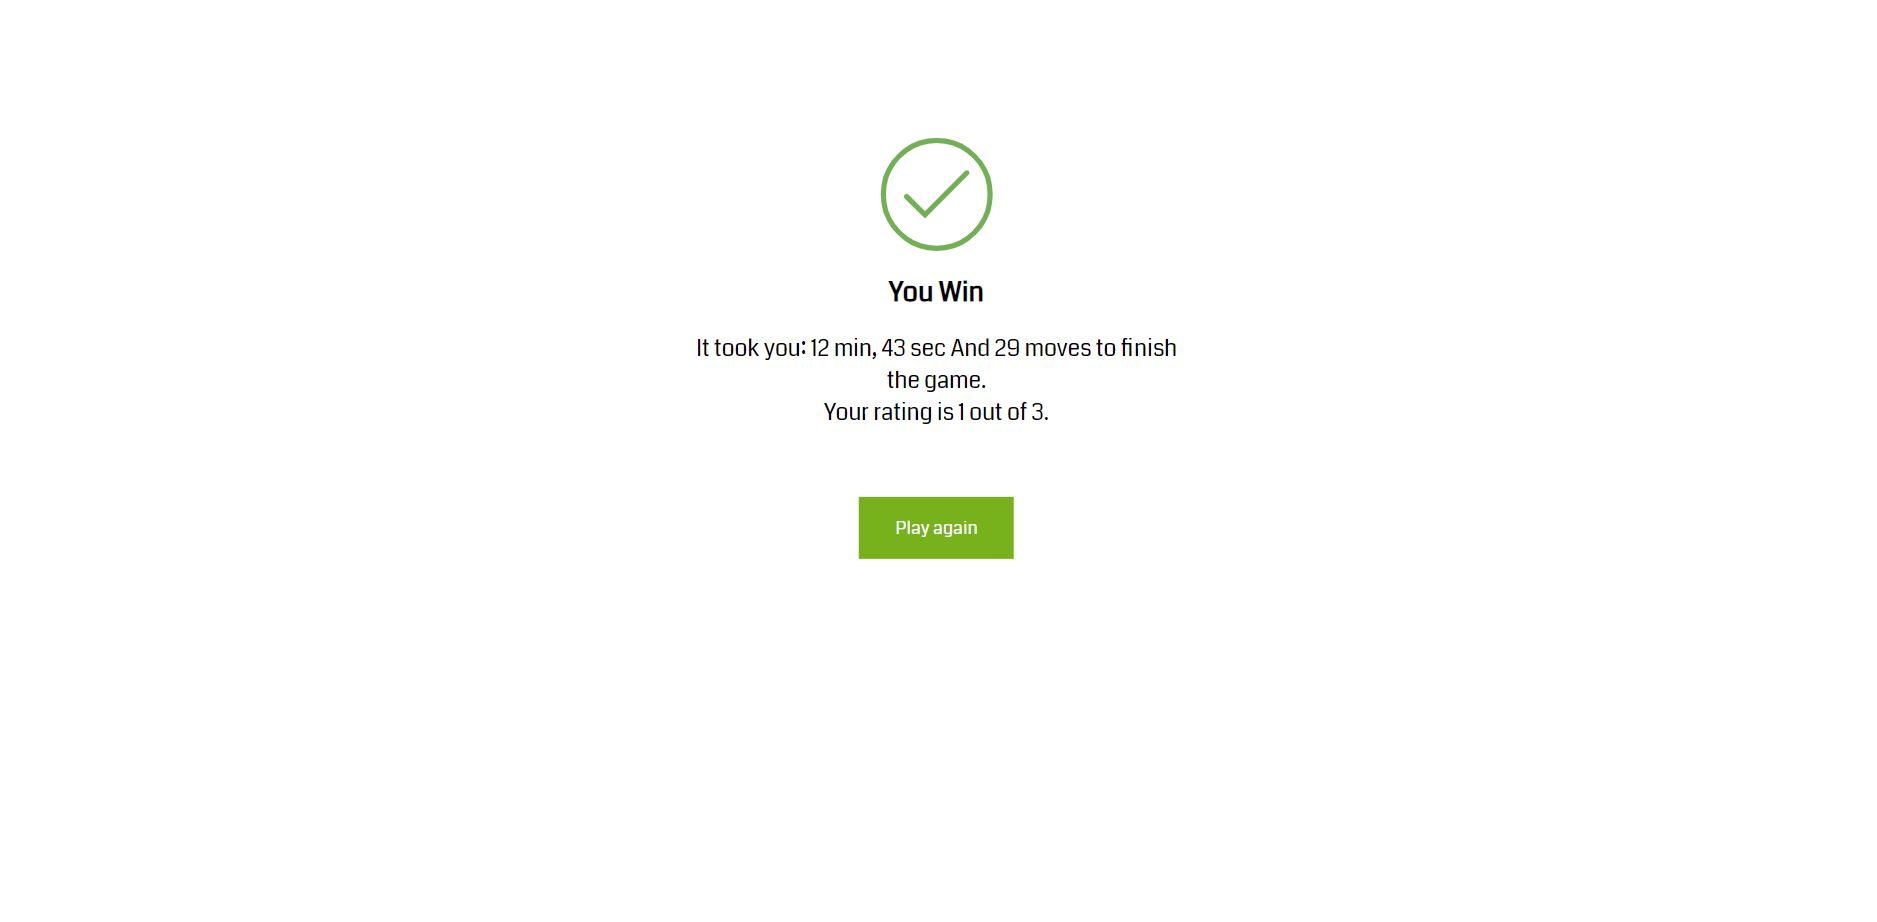 You Win
It took you: 12 min, 43 sec And 29 moves to finish
the game.
Your rating is 1 out of 3.
Play again